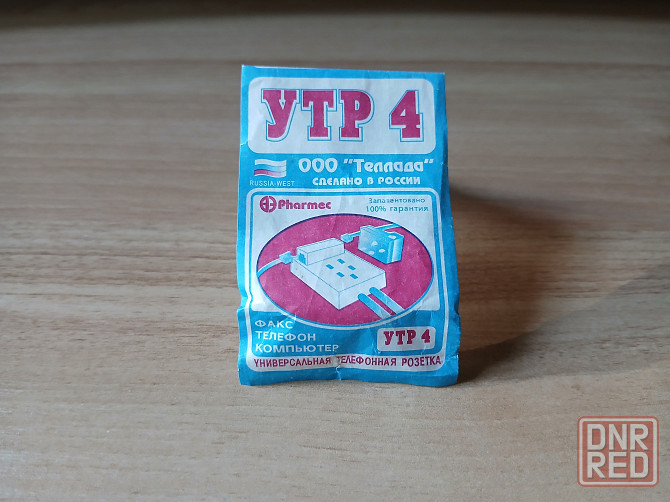 УТР 4
ООО "Теллада"
RUSSIA-WEST
СДЕЛАНО В РОССИИ
Pharmec
Запатентовано
100% гарантия
ФАКС
ТЕЛЕФОН
КОМПЬЮТЕР
УТР 4
УНИВЕРСАЛЬНАЯ ТЕЛЕФОННАЯ РОЗЕТКА
DNR
RED